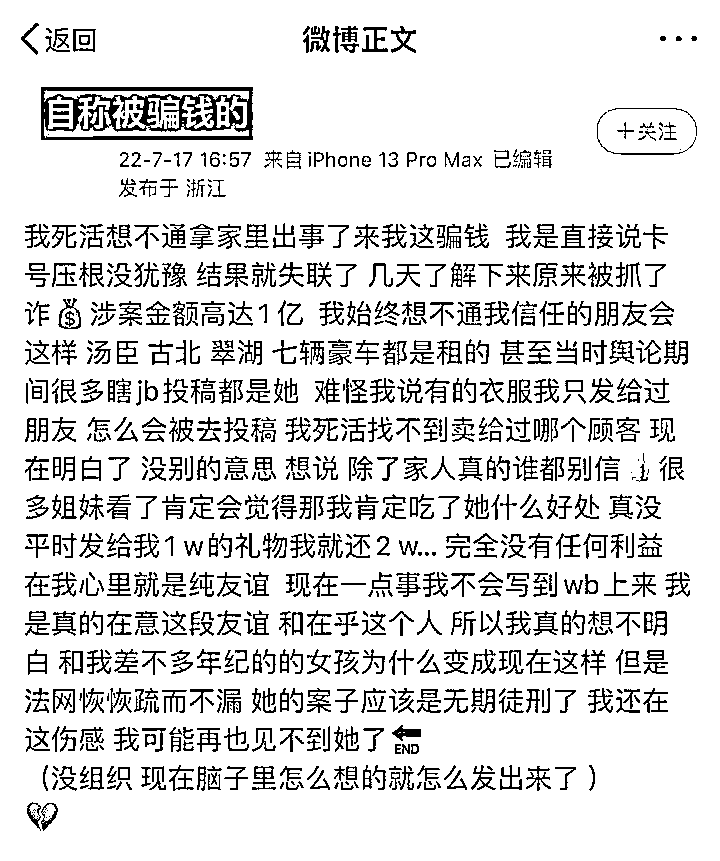 返回
微博正文
...
自称被骗钱的
+关注
22-7-17 16:57 来自iPhone 13 Pro Max 已编辑
发布于 浙江
我死活想不通拿家里出事了来我这骗钱 我是直接说卡
号压根没犹豫 结果就失联了 几天了解下来原来被抓了
诈💰涉案金额高达1亿 我始终想不通我信任的朋友会
这样 汤臣 古北 翠湖 七辆豪车都是租的 甚至当时舆论期
间很多瞎jb投稿都是她 难怪我说有的衣服我只发给过
朋友 怎么会被去投稿 我死活找不到卖给过哪个顾客 现
在明白了 没别的意思 想说 除了家人真的谁都别信 很
多姐妹看了肯定会觉得那我肯定吃了她什么好处 真没
平时发给我1w的礼物我就还2 w... 完全没有任何利益
在我心里就是纯友谊 现在一点事我不会写到wb上来 我
是真的在意这段友谊 和在乎这个人 所以我真的想不明
白 和我差不多年纪的的女孩为什么变成现在这样 但是
法网恢恢疏而不漏 她的案子应该是无期徒刑了 我还在
这伤感 我可能再也见不到她了🔚
（没组织 现在脑子里怎么想的就怎么发出来了 ）
💔